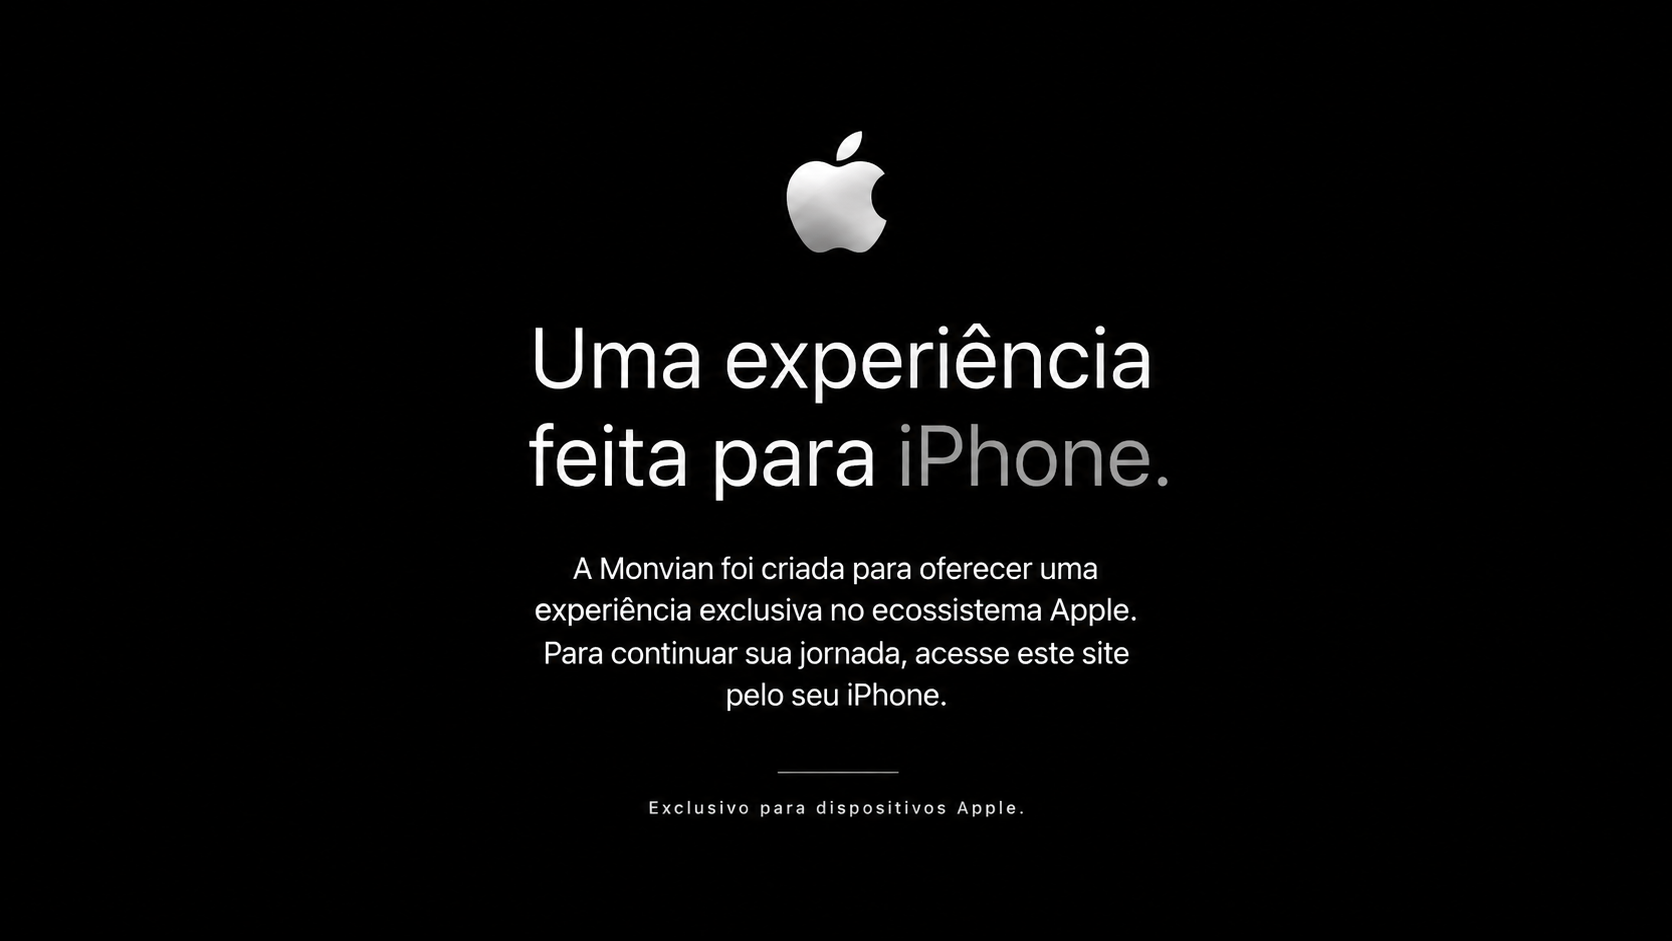 Uma experiência
feita para iPhone.
A Monvian foi criada para oferecer uma
experiência exclusiva no ecossistema Apple.
Para continuar sua jornada, acesse este site
pelo seu iPhone.
Exclusivo para dispositivos Apple.